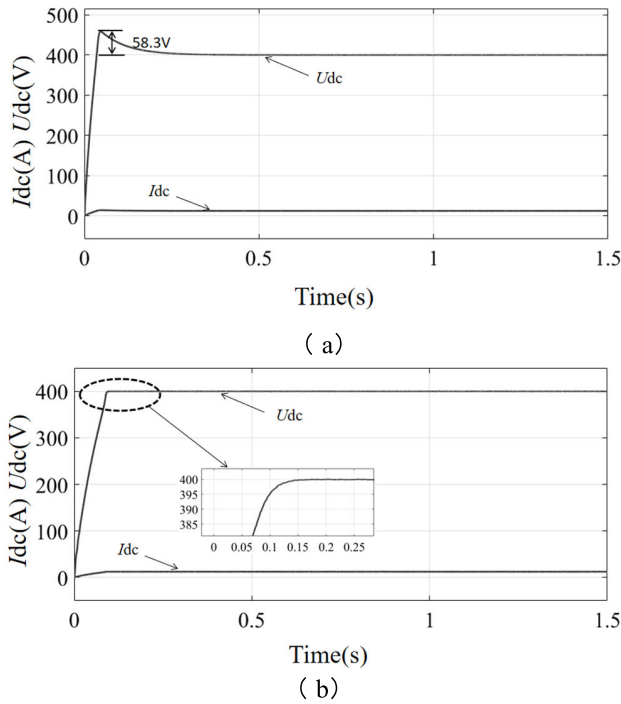 500
58.3V
400
Udc
300
Idc(A) Udc(V)
200
100
Idc
0
0 0.5 1 1.5
Time(s)
( a )
400
Udc
300
Idc(A) Udc(V)
400
395
390
385
0 0.05 0.1 0.15 0.2 0.25
200
100
Idc
0
0 0.5 1 1.5
Time(s)
( b )